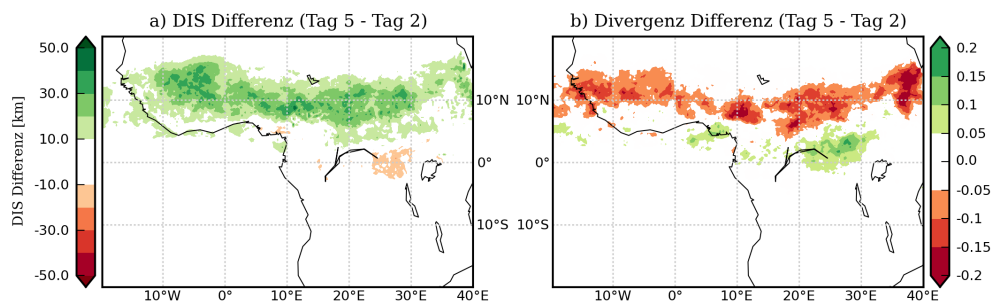 a) DIS Differenz (Tag 5 - Tag 2)
b) Divergenz Differenz (Tag 5 - Tag 2)
DIS Differenz [km]
50.0
30.0
10.0
-10.0
-30.0
-50.0
10°N
0°
10°S
10°W 0° 10°E 20°E 30°E 40°E
10°W 0° 10°E 20°E 30°E 40°E
0.2
0.15
0.1
0.05
0.0
-0.05
-0.1
-0.15
-0.2